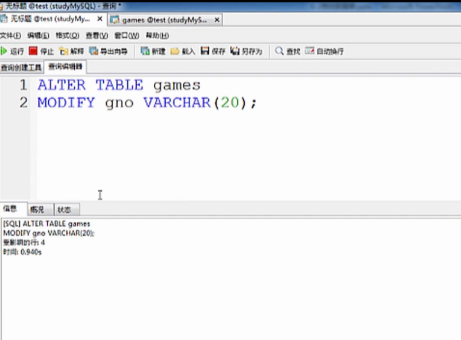 无标题 @test (studyMySQL) - 查询 *
无标题 @test (studyMy... games @test (studyMyS...
文件(F) 编辑(E) 格式(O) 查看(V) 窗口(W) 帮助(H)
运行 停止 解释 导出向导 新建 载入 保存 另存为 查找 自动换行
查询创建工具 查询编辑器
1 ALTER TABLE games
2 MODIFY gno VARCHAR(20);
信息 概况 状态
[SQL] ALTER TABLE games
MODIFY gno VARCHAR(20);
受影响的行: 4
时间: 0.940s